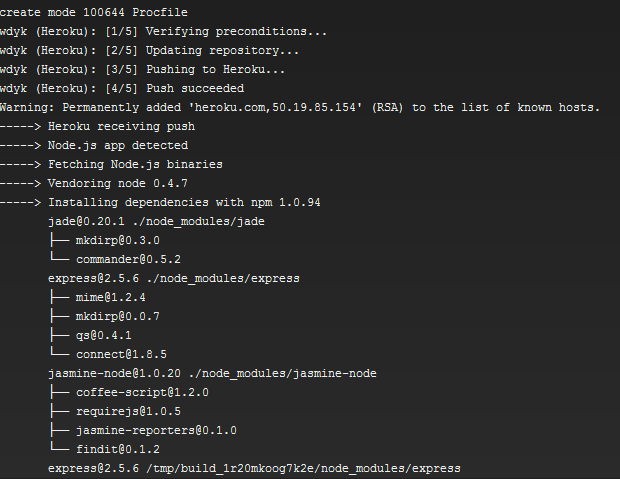 create mode 100644 Procfile
wdyk (Heroku): [1/5] Verifying preconditions...
wdyk (Heroku): [2/5] Updating repository...
wdyk (Heroku): [3/5] Pushing to Heroku...
wdyk (Heroku): [4/5] Push succeeded
Warning: Permanently added 'heroku.com,50.19.85.154' (RSA) to the list of known hosts.
-----> Heroku receiving push
-----> Node.js app detected
-----> Fetching Node.js binaries
-----> Vendoring node 0.4.7
-----> Installing dependencies with npm 1.0.94
jade@0.20.1 ./node_modules/jade
├── mkdirp@0.3.0
└── commander@0.5.2
express@2.5.6 ./node_modules/express
├── mime@1.2.4
├── mkdirp@0.0.7
├── qs@0.4.1
└── connect@1.8.5
jasmine-node@1.0.20 ./node_modules/jasmine-node
├── coffee-script@1.2.0
├── requirejs@1.0.5
├── jasmine-reporters@0.1.0
└── findit@0.1.2
express@2.5.6 /tmp/build_1r20mkoog7k2e/node_modules/express